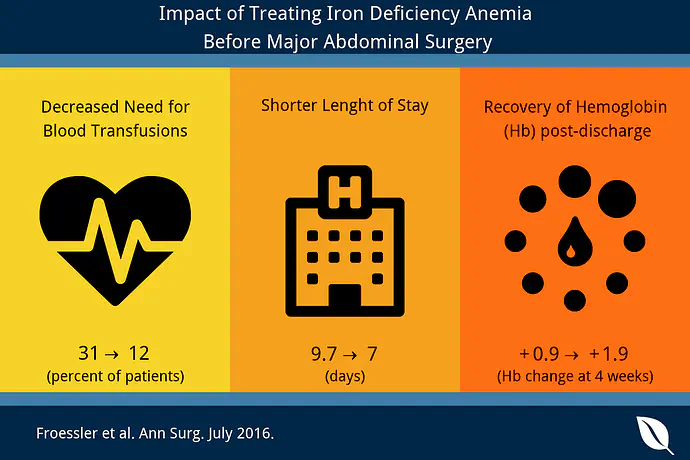 Impact of Treating Iron Deficiency Anemia
Before Major Abdominal Surgery
Decreased Need for
Blood Transfusions
31 → 12
(percent of patients)
Shorter Lenght of Stay
H
9.7 → 7
(days)
Recovery of Hemoglobin
(Hb) post-discharge
+0.9 → +1.9
(Hb change at 4 weeks)
Froessler et al. Ann Surg. July 2016.